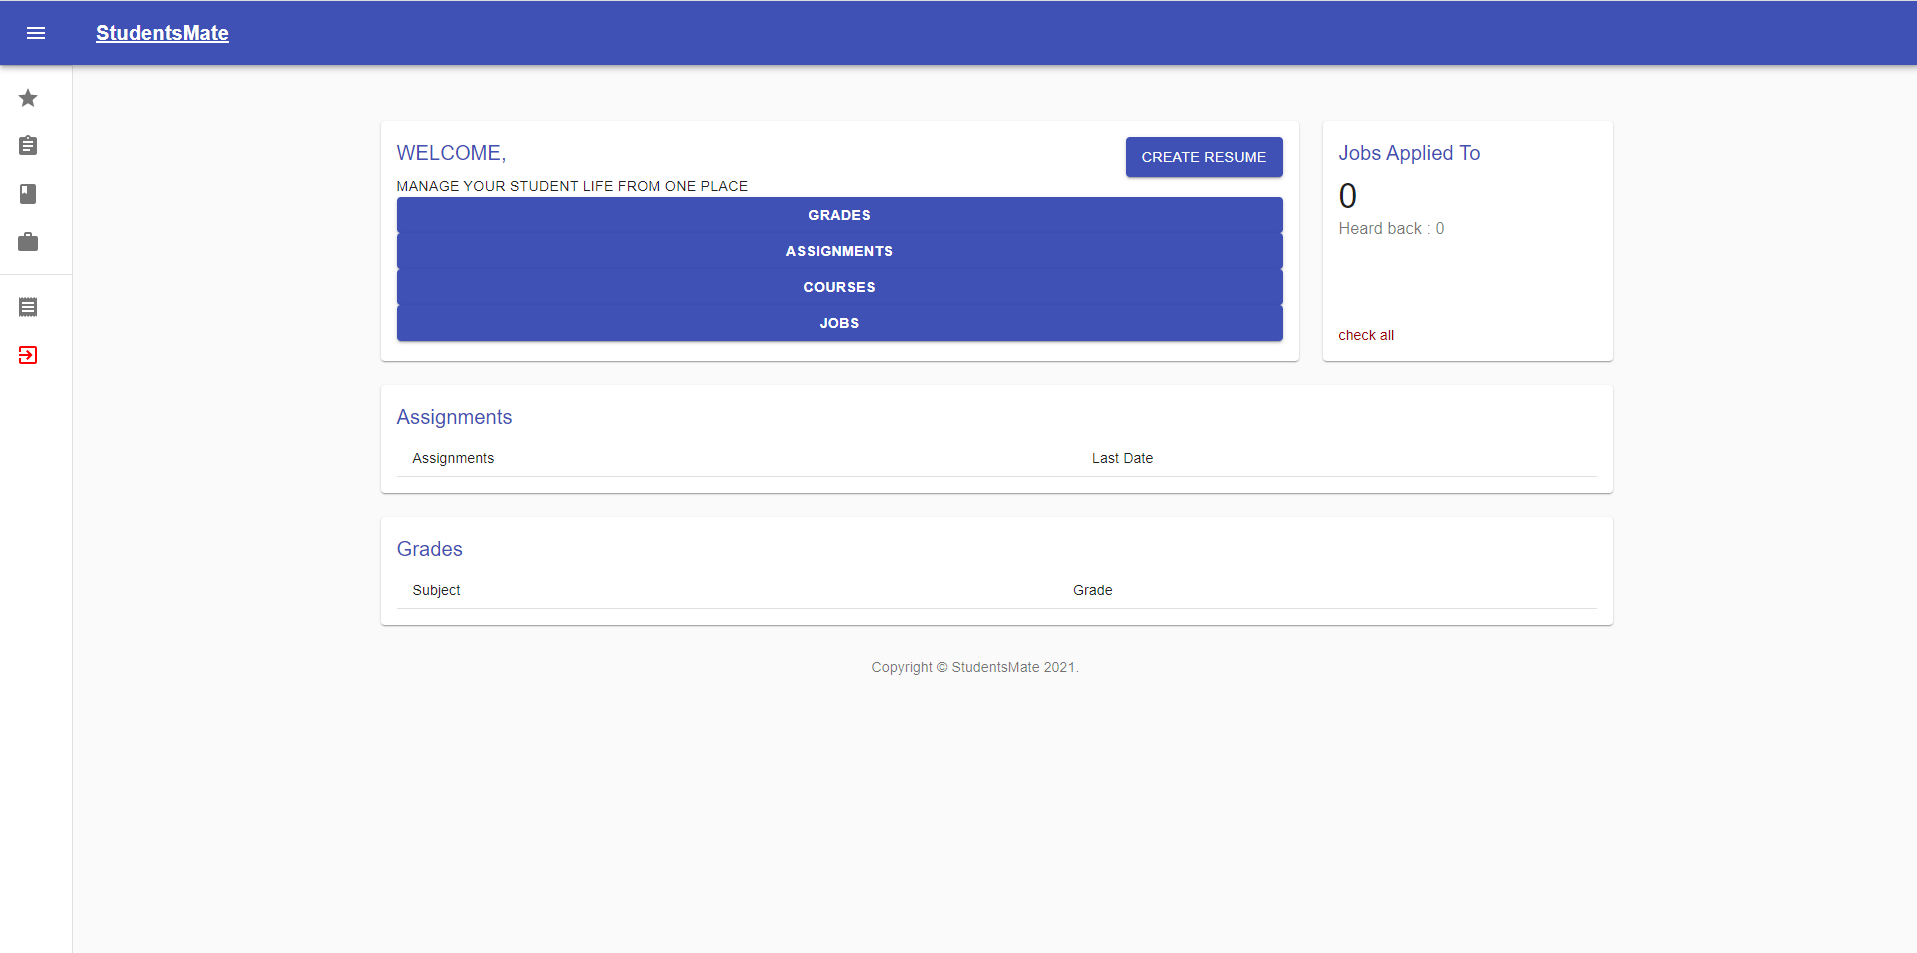 StudentsMate
WELCOME,
CREATE RESUME
MANAGE YOUR STUDENT LIFE FROM ONE PLACE
GRADES
ASSIGNMENTS
COURSES
JOBS
Jobs Applied To
0
Heard back : 0
check all
Assignments
Assignments Last Date
Grades
Subject Grade
Copyright © StudentsMate 2021.